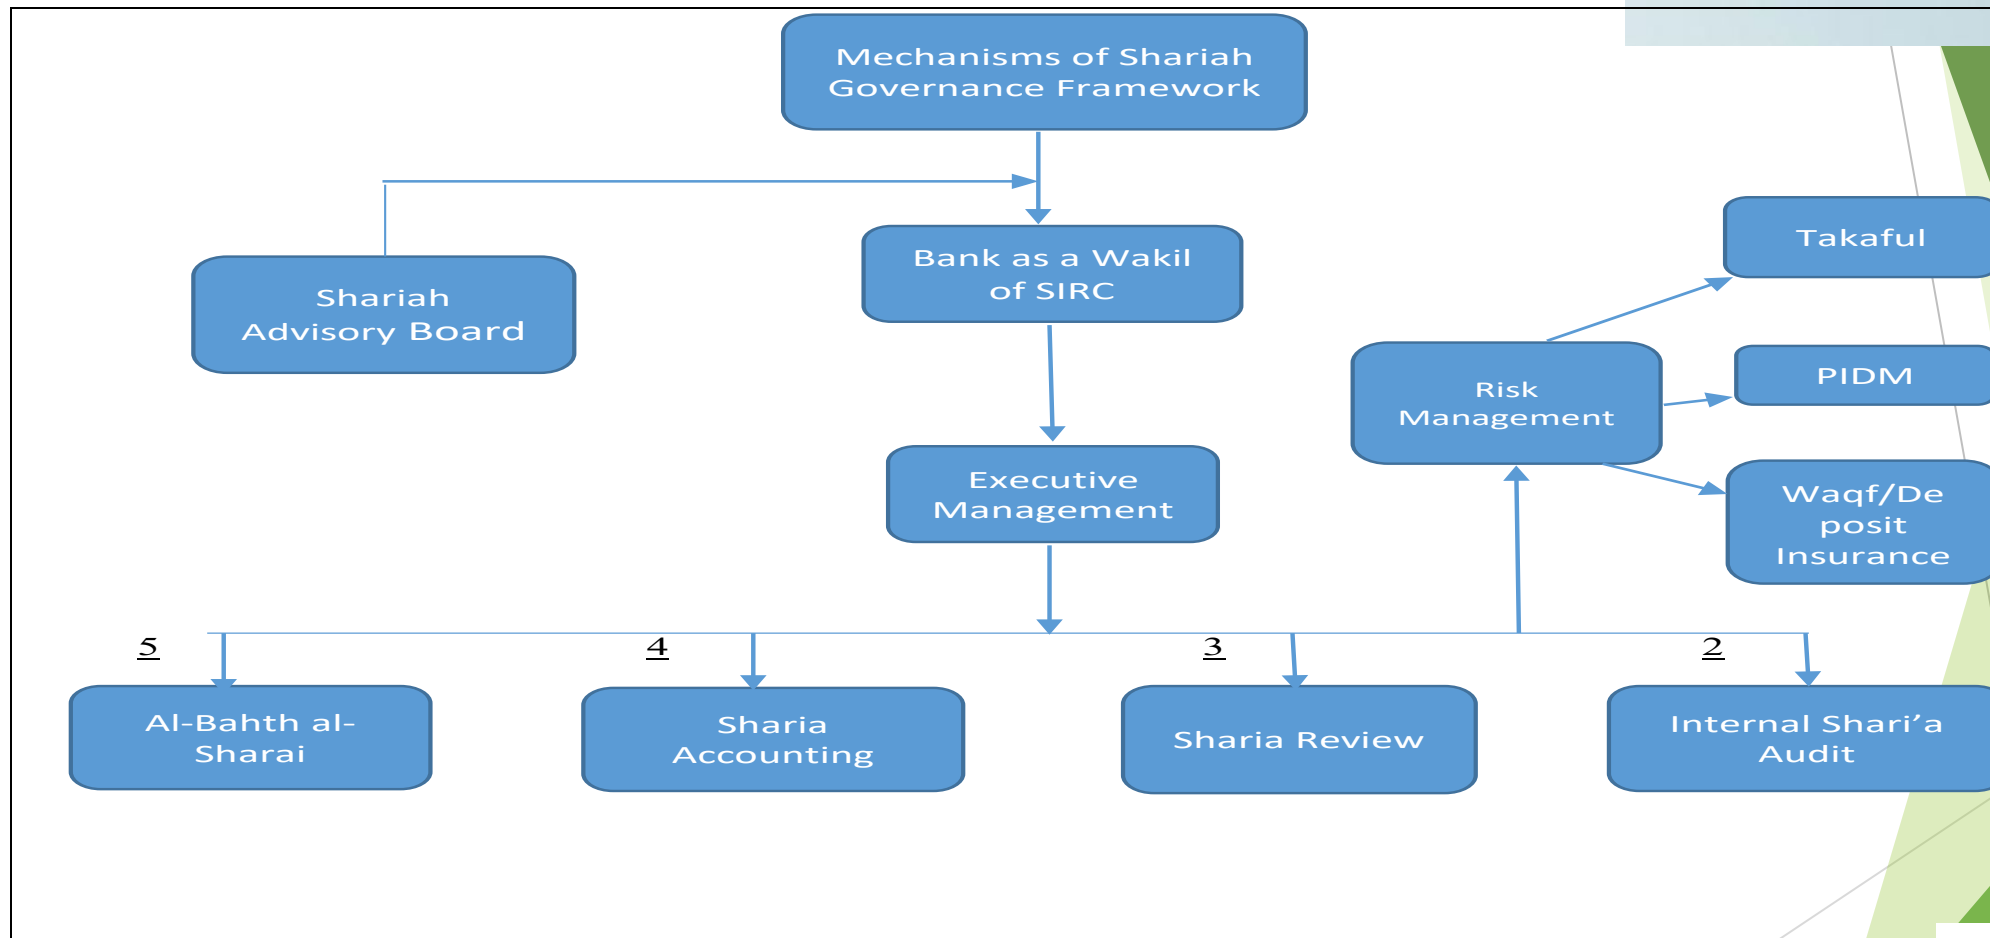 Mechanisms of Shariah
Governance Framework
Shariah
Advisory Board
Bank as a Wakil
of SIRC
Takaful
Risk
Management
PIDM
Executive
Management
Waqf/De
posit
Insurance
5
4
3
2
Al-Bahth al-
Sharai
Sharia
Accounting
Sharia Review
Internal Shari’a
Audit